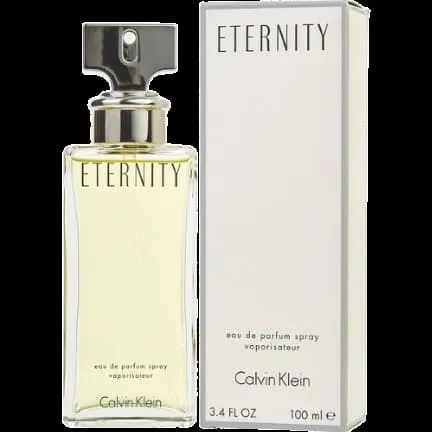 ETERNITY
eau de parfum spray
vaporisateur
Calvin Klein
ETERNITY
eau de parfum spray
vaporisateur
Calvin Klein
3.4 FL OZ 100 ml e